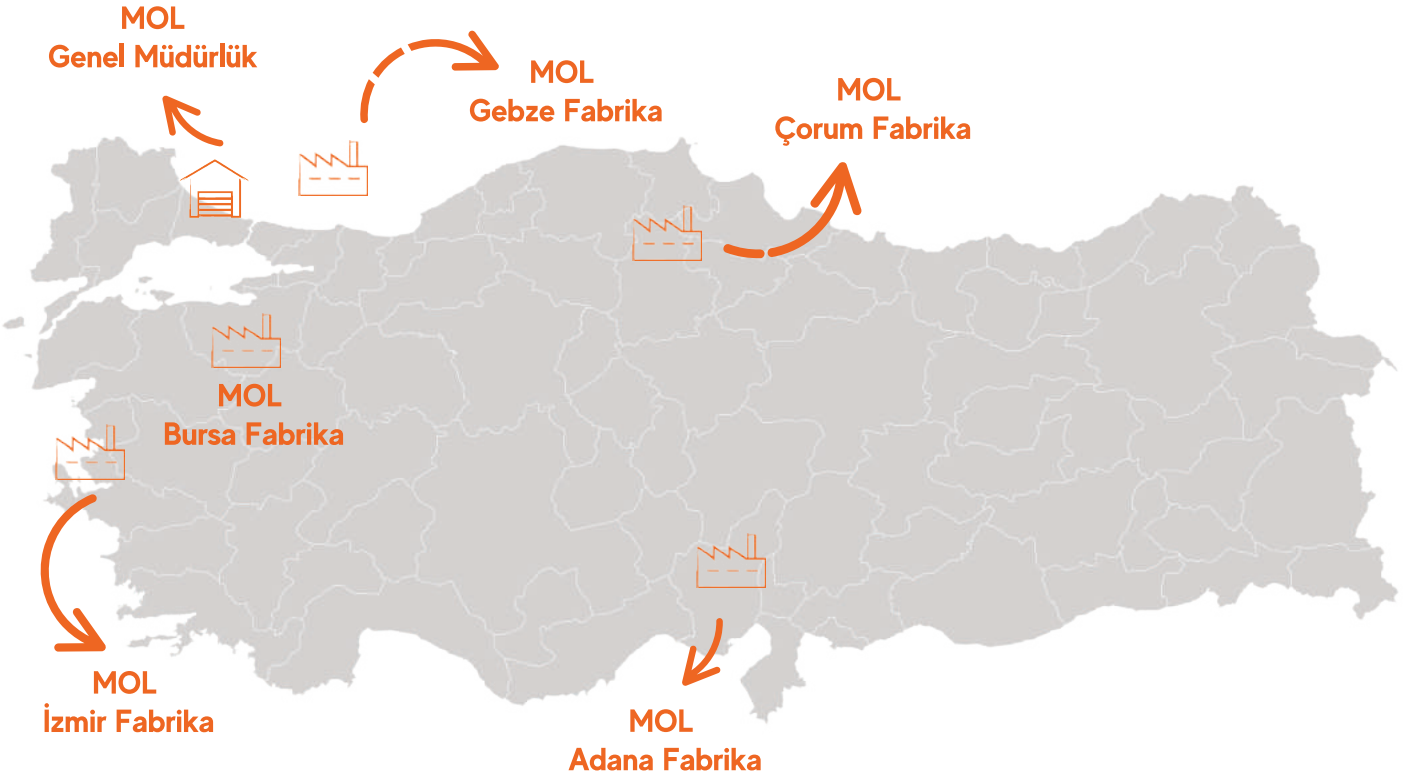 MOL
Genel Müdürlük
MOL
Gebze Fabrika
MOL
Çorum Fabrika
MOL
Bursa Fabrika
MOL
İzmir Fabrika
MOL
Adana Fabrika